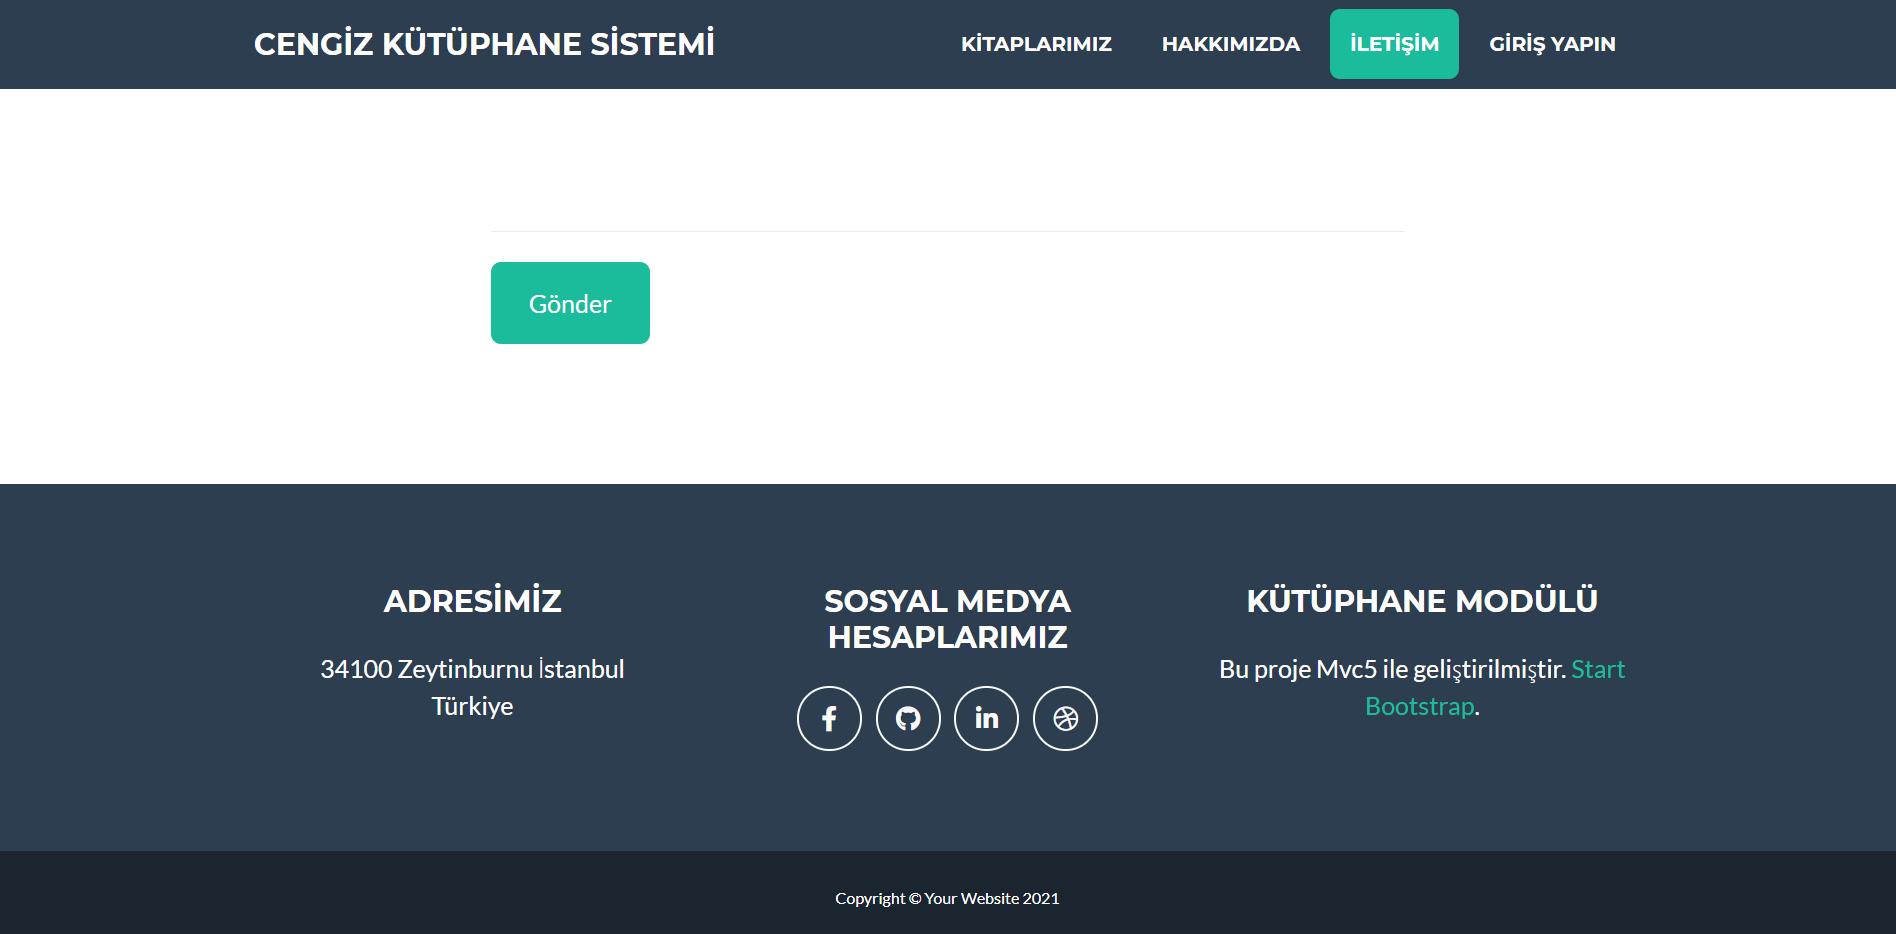 CENGİZ KÜTÜPHANE SİSTEMİ
KİTAPLARIMIZ
HAKKIMIZDA
İLETİŞİM
GİRİŞ YAPIN
Gönder
ADRESİMİZ
34100 Zeytinburnu İstanbul
Türkiye
SOSYAL MEDYA
HESAPLARIMIZ
KÜTÜPHANE MODÜLÜ
Bu proje Mvc5 ile geliştirilmiştir. Start
Bootstrap.
Copyright © Your Website 2021